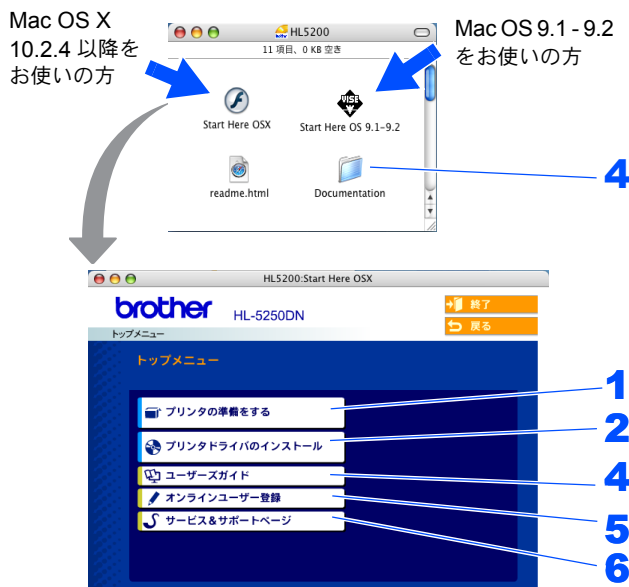 Mac OS X
10.2.4 以降を
お使いの方
Mac OS 9.1 - 9.2
をお使いの方
HL5200
11 項目、0 KB 空き
Start Here OSX
VISE
Start Here OS 9.1-9.2
readme.html
Documentation
4
HL5200:Start Here OSX
brother
HL-5250DN
終了
戻る
トップメニュー
トップメニュー
プリンタの準備をする
1
プリンタドライバのインストール
2
ユーザーズガイド
4
オンラインユーザー登録
5
サービス&サポートページ
6